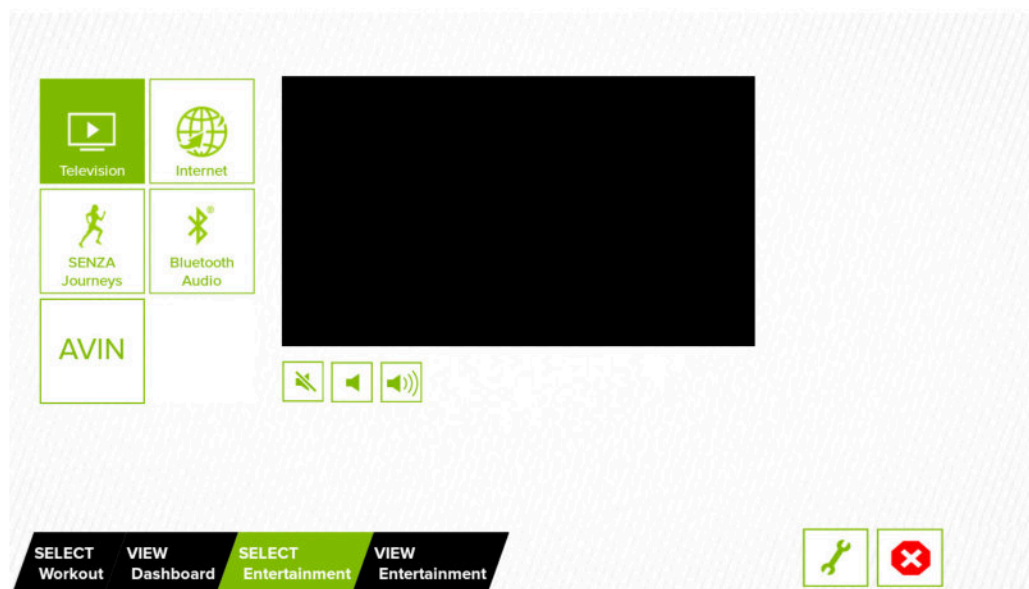 Television
Internet
SENZA
Journeys
Bluetooth®
Audio
AVIN
SELECT
Workout
VIEW
Dashboard
SELECT
Entertainment
VIEW
Entertainment